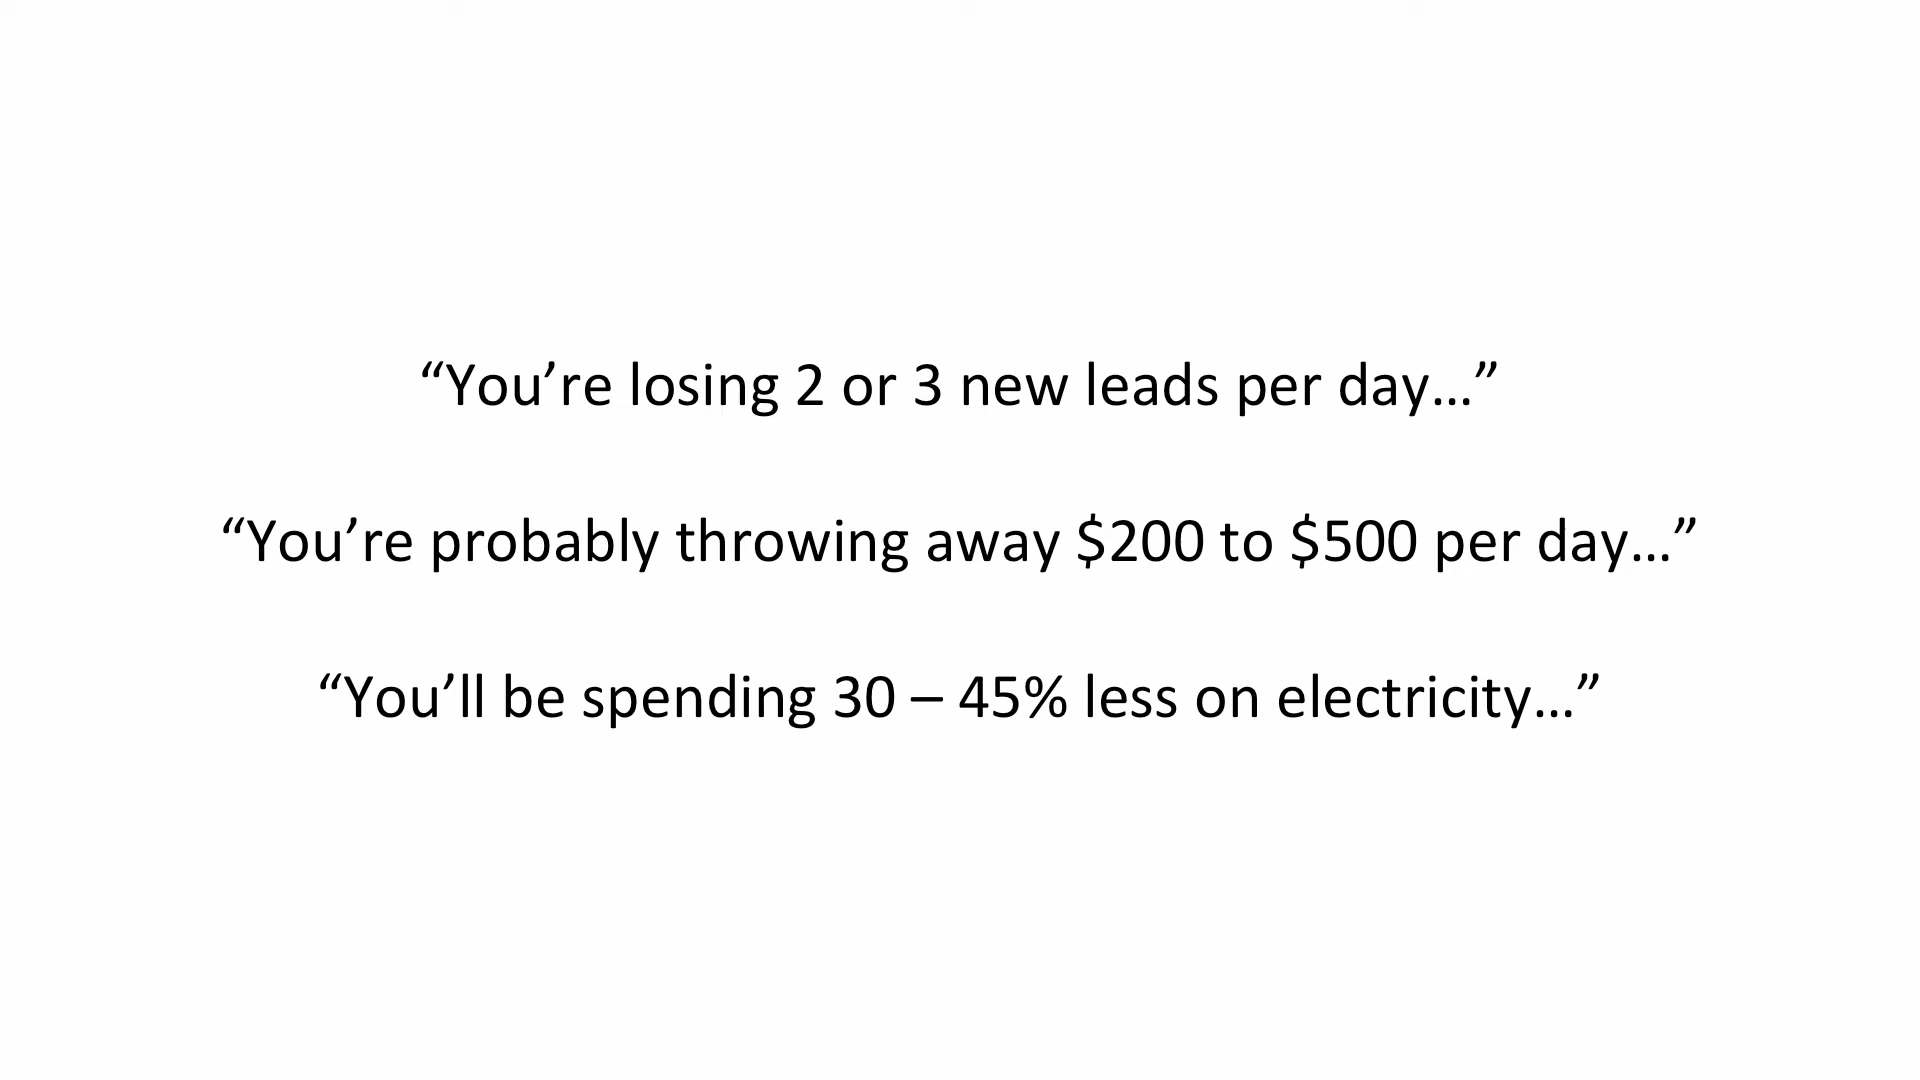 “You’re losing 2 or 3 new leads per day…”
“You’re probably throwing away $200 to $500 per day…”
“You’ll be spending 30 – 45% less on electricity…”